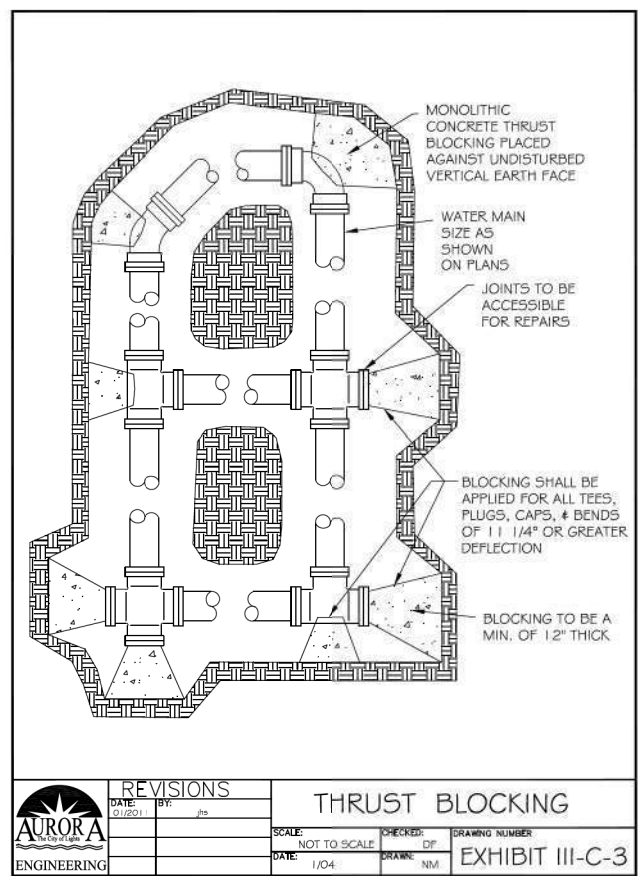 MONOLITHIC
CONCRETE THRUST
BLOCKING PLACED
AGAINST UNDISTURBED
VERTICAL EARTH FACE
WATER MAIN
SIZE AS
SHOWN
ON PLANS
JOINTS TO BE
ACCESSIBLE
FOR REPAIRS
BLOCKING SHALL BE
APPLIED FOR ALL TEES,
PLUGS, CAPS, & BENDS
OF 11 1/4° OR GREATER
DEFLECTION
BLOCKING TO BE A
MIN. OF 12" THICK
AURORA
The City of Lights
ENGINEERING
REVISIONS
DATE: BY:
01/2011 jhs
THRUST BLOCKING
SCALE: NOT TO SCALE
CHECKED: DF
DATE: 1/04
DRAWN: NM
DRAWING NUMBER
EXHIBIT III-C-3